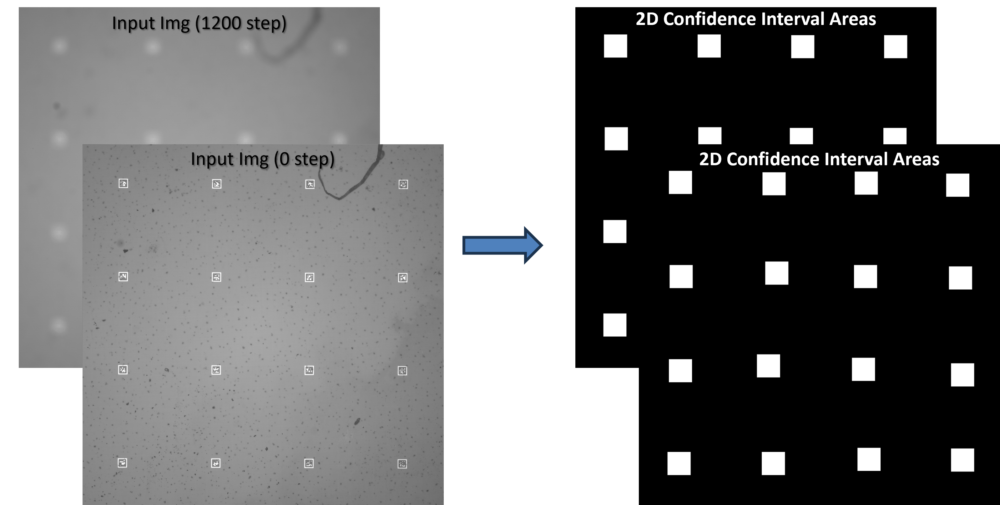 Input Img (1200 step)
2D Confidence Interval Areas
Input Img (0 step)
2D Confidence Interval Areas